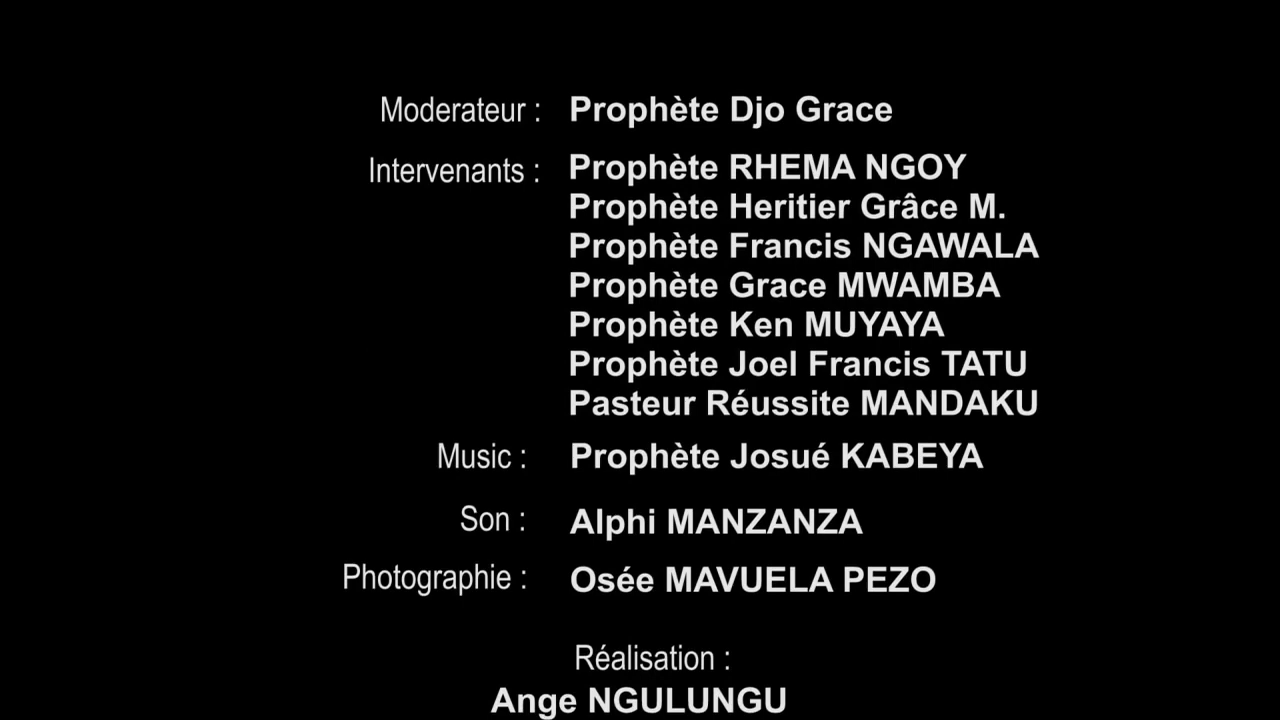 Moderateur : Prophète Djo Grace
Intervenants : Prophète RHEMA NGOY
Prophète Heritier Grâce M.
Prophète Francis NGAWALA
Prophète Grace MWAMBA
Prophète Ken MUYAYA
Prophète Joel Francis TATU
Pasteur Réussite MANDAKU
Music : Prophète Josué KABEYA
Son : Alphi MANZANZA
Photographie : Osée MAVUELA PEZO
Réalisation :
Ange NGULUNGU